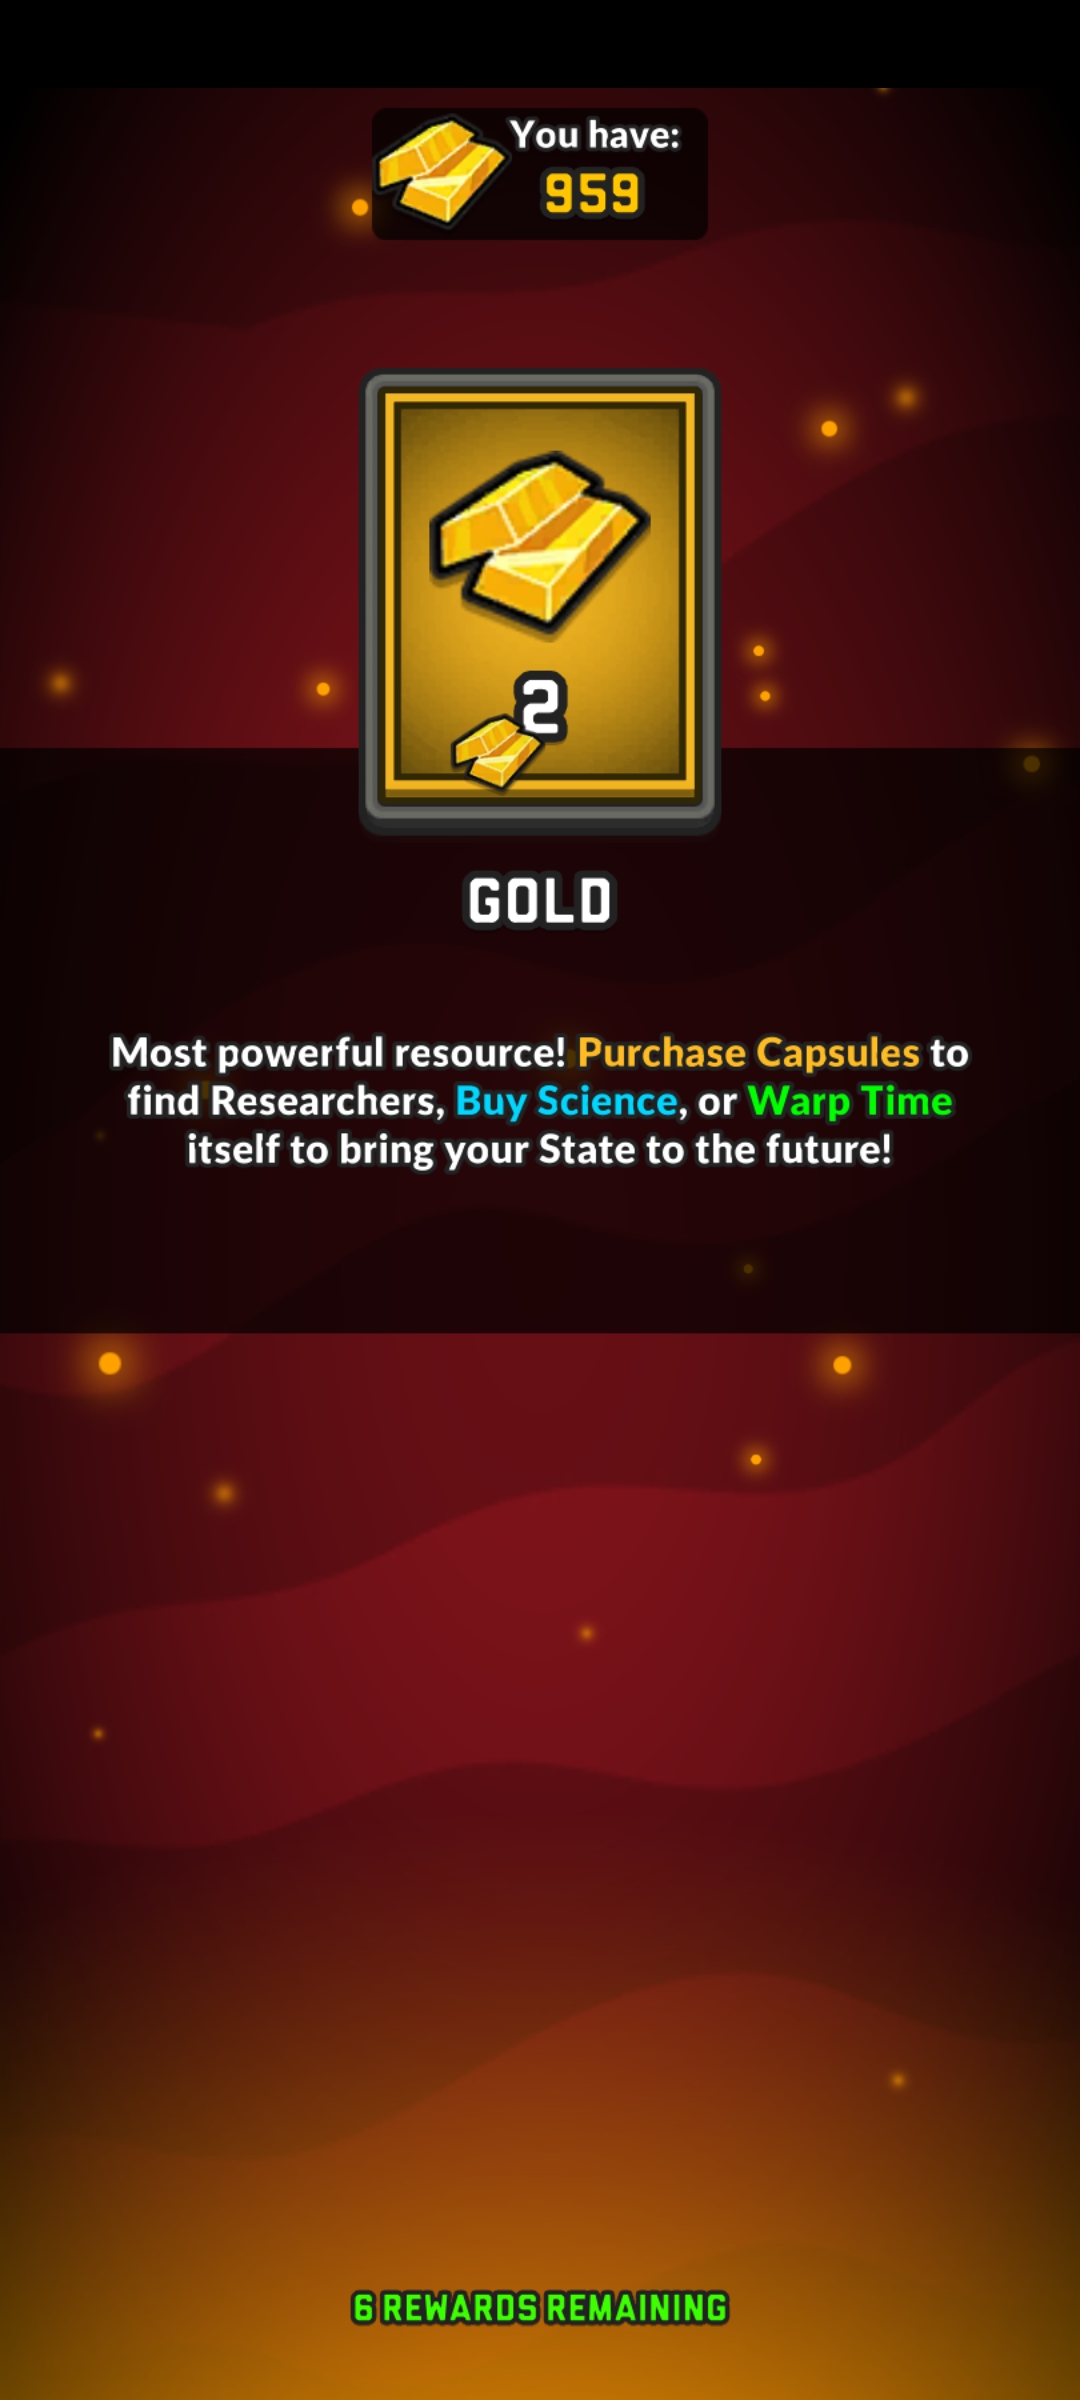 You have:
959
2
GOLD
Most powerful resource! Purchase Capsules to
find Researchers, Buy Science, or Warp Time
itself to bring your State to the future!
6 REWARDS REMAINING